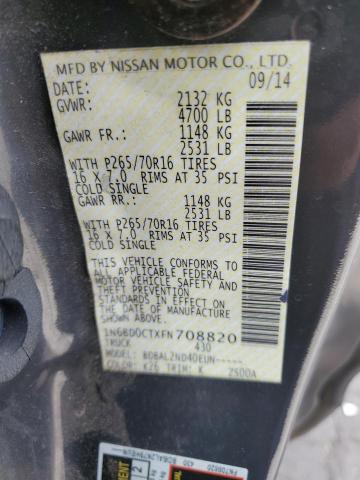 MFD BY NISSAN MOTOR CO., LTD.
DATE: 09/14
GVWR: 2132 KG
4700 LB
GAWR FR.: 1148 KG
2531 LB
WITH P265/70R16 TIRES
16 X 7.0 RIMS AT 35 PSI
COLD SINGLE
GAWR RR.: 1148 KG
2531 LB
WITH P265/70R16 TIRES
16 X 7.0 RIMS AT 35 PSI
COLD SINGLE
THIS VEHICLE CONFORMS TO
ALL APPLICABLE FEDERAL
MOTOR VEHICLE SAFETY
STANDARDS IN EFFECT ON
THE DATE OF MANUFACTURE
SHOWN ABOVE.
1N6BD0CTXFN708820
TRUCK 430
MODEL: BDBAL2ND4DEUN-----
COLOR: K26 TRIM: K 2500A
FN708820
430